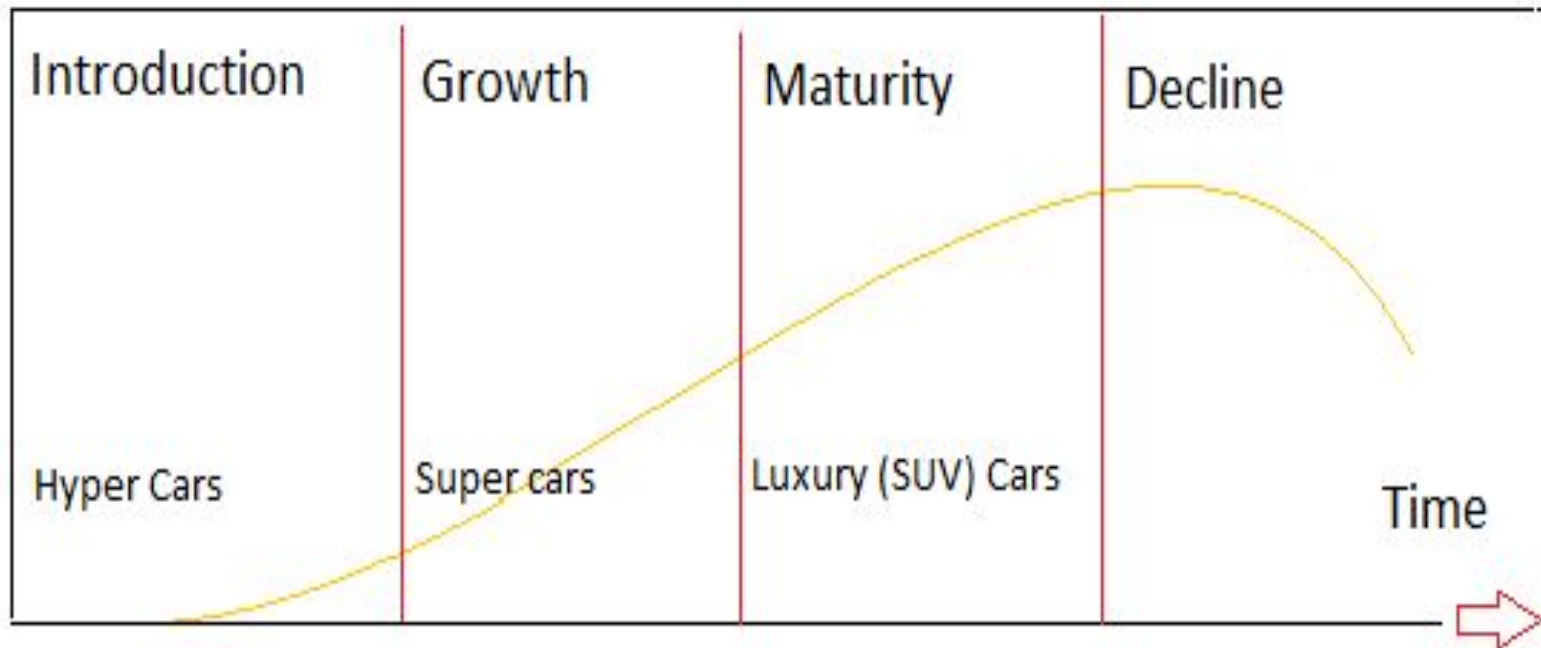 Introduction
Growth
Maturity
Decline
Hyper Cars
Super cars
Luxury (SUV) Cars
Time